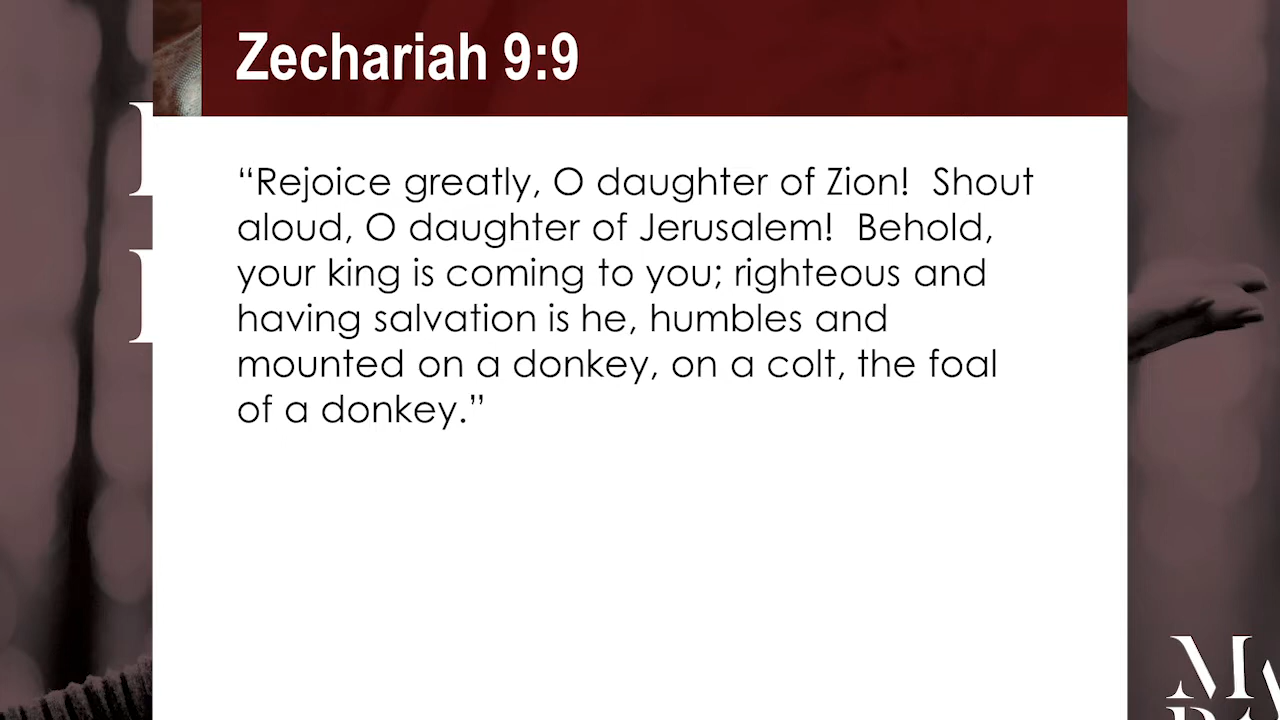 Zechariah 9:9
“Rejoice greatly, O daughter of Zion!  Shout
aloud, O daughter of Jerusalem!  Behold,
your king is coming to you; righteous and
having salvation is he, humbles and
mounted on a donkey, on a colt, the foal
of a donkey.”